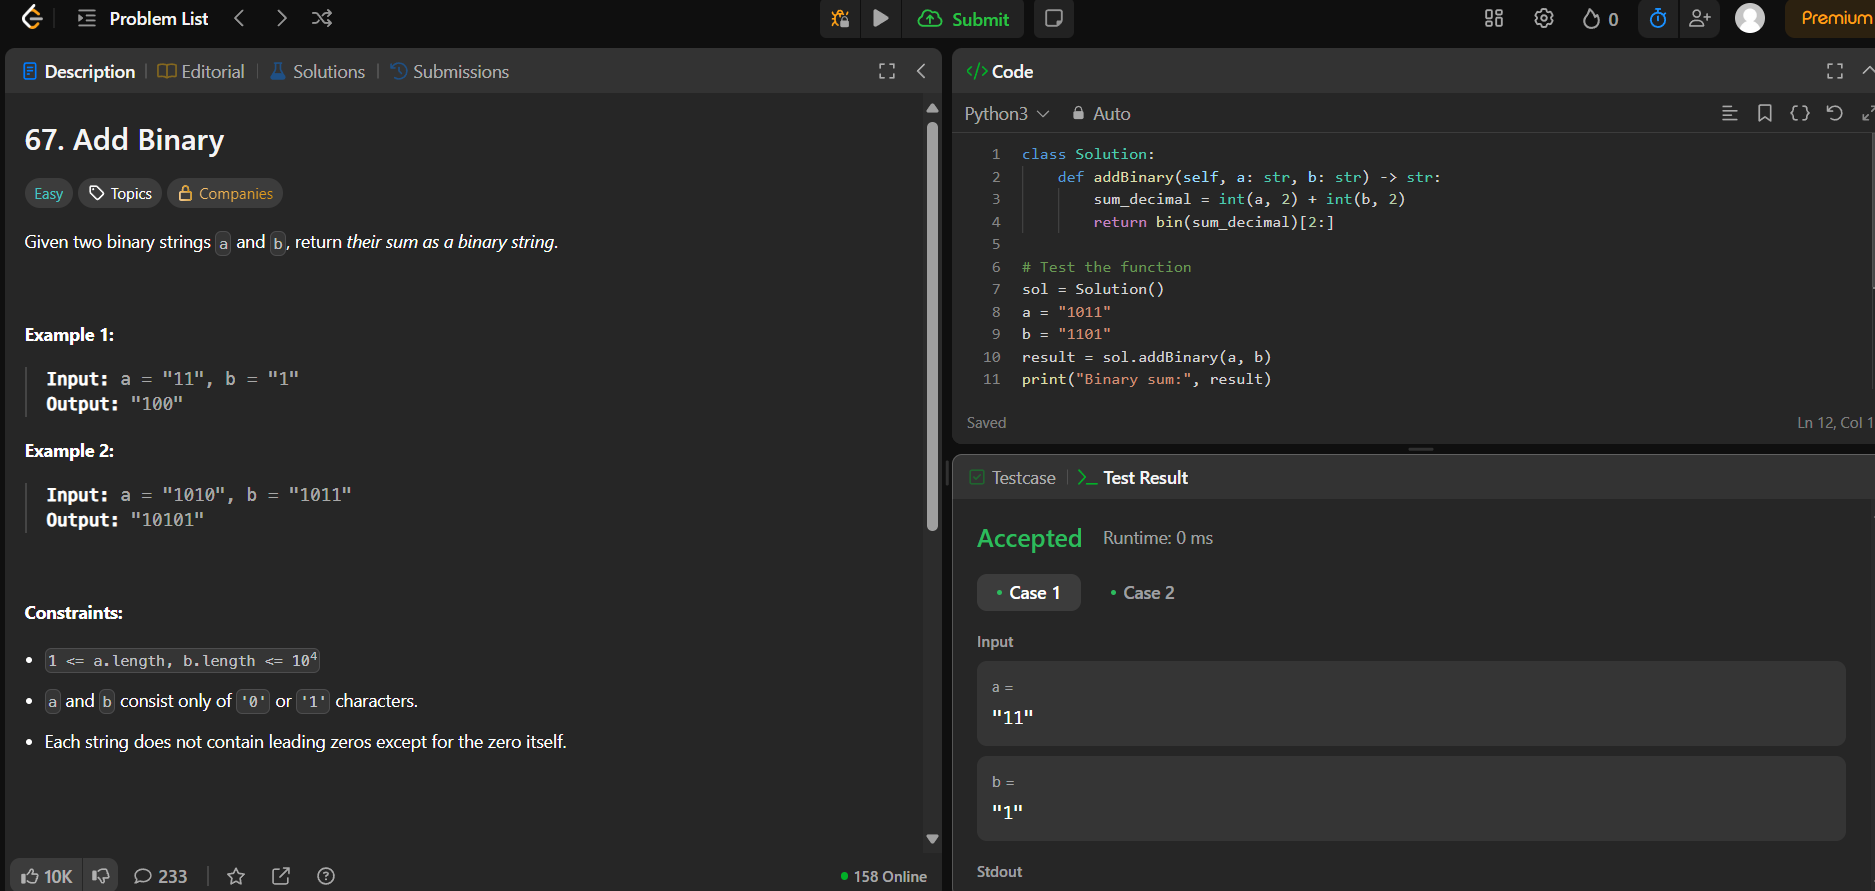 Problem List
Submit
0
Premium
Description
Editorial
Solutions
Submissions
67. Add Binary
Easy
Topics
Companies
Given two binary strings a and b, return their sum as a binary string.
Example 1:
Input: a = "11", b = "1"
Output: "100"
Example 2:
Input: a = "1010", b = "1011"
Output: "10101"
Constraints:
• 1 <= a.length, b.length <= 10⁴
• a and b consist only of '0' or '1' characters.
• Each string does not contain leading zeros except for the zero itself.
10K
233
158 Online
</> Code
Python3
Auto
1 class Solution:
2     def addBinary(self, a: str, b: str) -> str:
3         sum_decimal = int(a, 2) + int(b, 2)
4         return bin(sum_decimal)[2:]
5
6 # Test the function
7 sol = Solution()
8 a = "1011"
9 b = "1101"
10 result = sol.addBinary(a, b)
11 print("Binary sum:", result)
Saved
Ln 12, Col 1
Testcase
Test Result
Accepted
Runtime: 0 ms
• Case 1
• Case 2
Input
a =
"11"
b =
"1"
Stdout